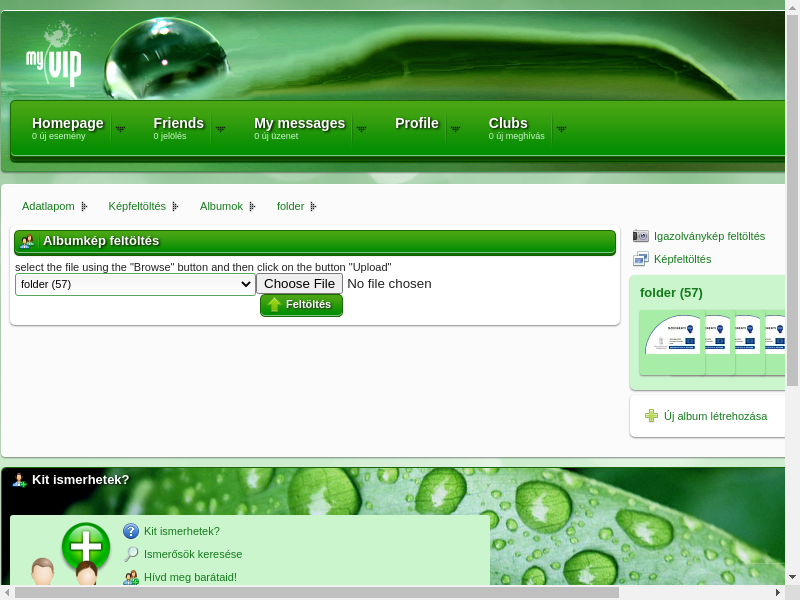 my VIP
Homepage
0 új esemény
Friends
0 jelölés
My messages
0 új üzenet
Profile
Clubs
0 új meghívás
Adatlapom
Képfeltöltés
Albumok
folder
Albumkép feltöltés
select the file using the "Browse" button and then click on the button "Upload"
folder (57)
Choose File No file chosen
Feltöltés
Igazolványkép feltöltés
Képfeltöltés
folder (57)
Új album létrehozása
Kit ismerhetek?
Kit ismerhetek?
Ismerősök keresése
Hívd meg barátaid!